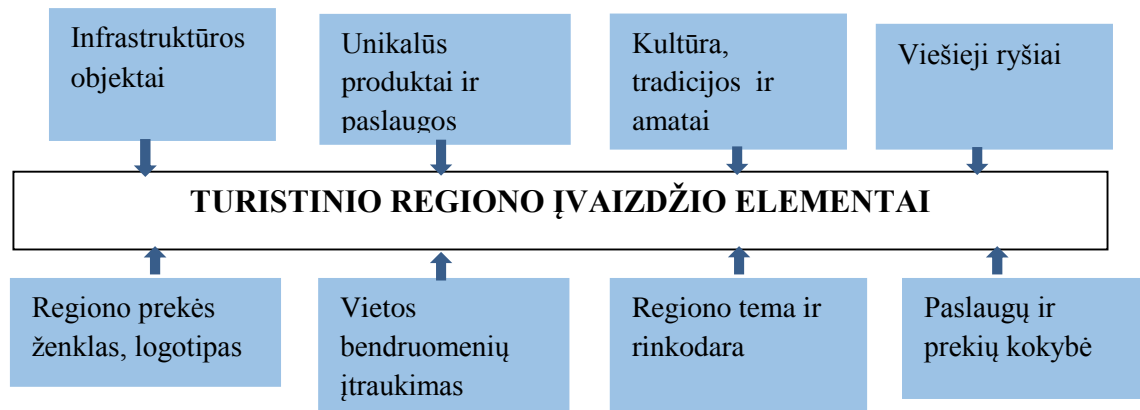 Infrastruktūros
objektai
Unikalūs
produktai ir
paslaugos
Kultūra,
tradicijos ir
amatai
Viešieji ryšiai
TURISTINIO REGIONO ĮVAIZDŽIO ELEMENTAI
Regiono prekės
ženklas, logotipas
Vietos
bendruomenių
įtraukimas
Regiono tema ir
rinkodara
Paslaugų ir
prekių kokybė